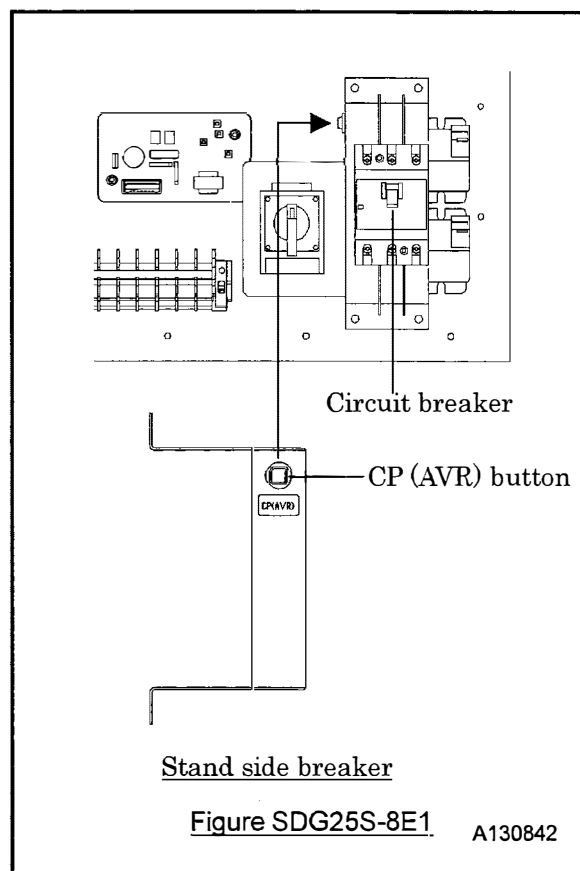 Circuit breaker
CP (AVR) button
CP(AVR)
Stand side breaker
Figure SDG25S-8E1
A130842